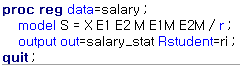 proc reg data=salary;
model S = X E1 E2 M E1M E2M / r;
output out=salary_stat Rstudent=ri;
quit;